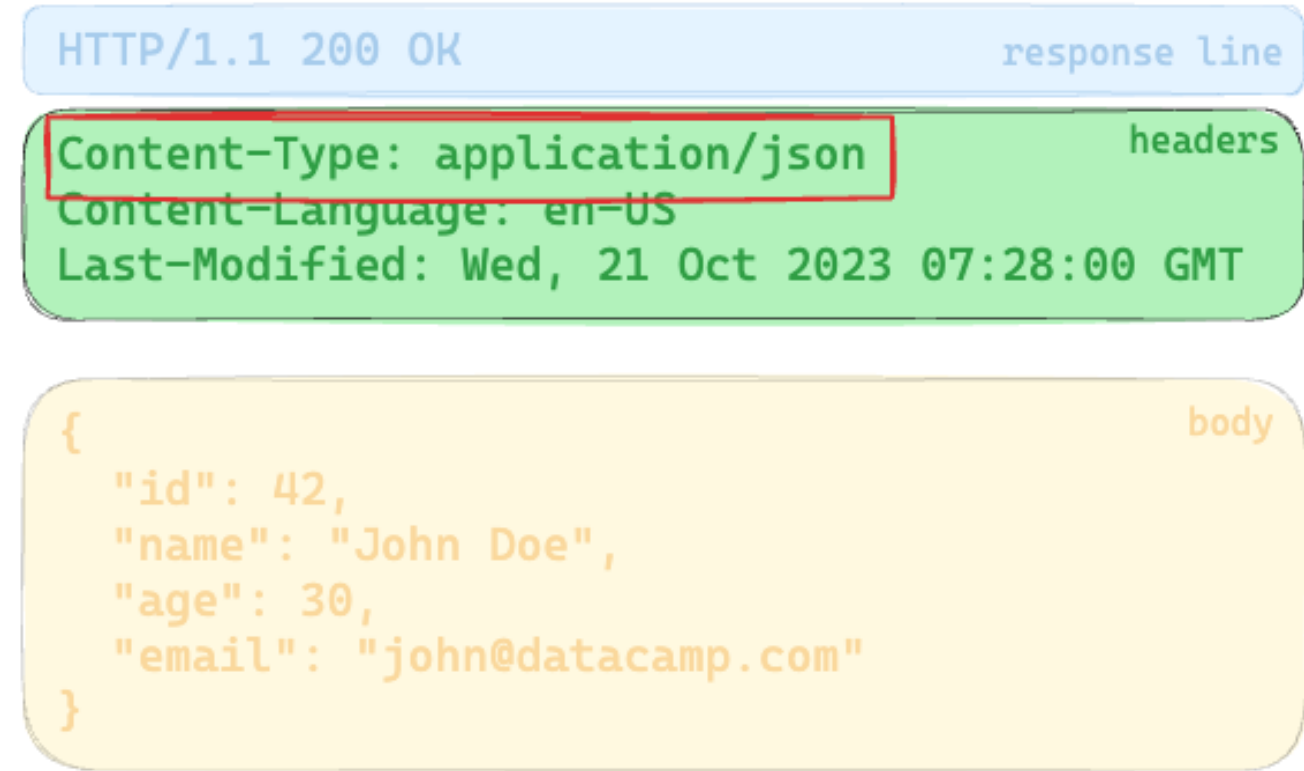 HTTP/1.1 200 OK response line
Content-Type: application/json headers
Content-Language: en-US
Last-Modified: Wed, 21 Oct 2023 07:28:00 GMT
{ body
"id": 42,
"name": "John Doe",
"age": 30,
"email": "john@datacamp.com"
}